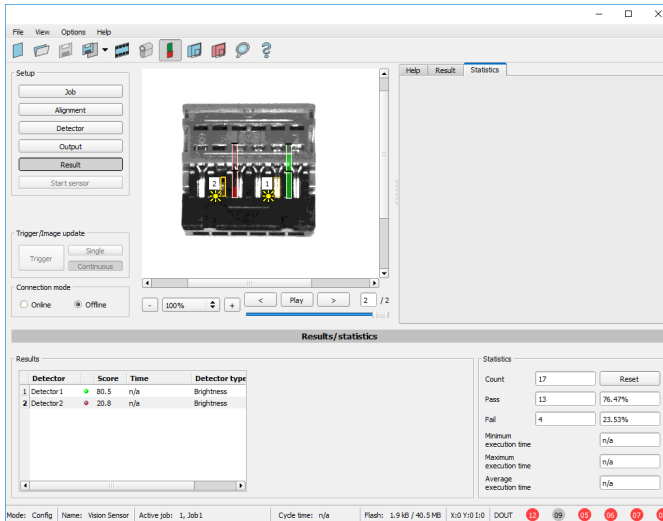 File View Options Help
Setup
Job
Alignment
Detector
Output
Result
Start sensor
Trigger/Image update
Trigger
Single
Continuous
Connection mode
Online Offline
2 1
- 100% + < Play > 2 / 2
Help Result Statistics
Results/statistics
Results
Detector Score Time Detector type
1 Detector1 80.5 n/a Brightness
2 Detector2 20.8 n/a Brightness
Statistics
Count 17 Reset
Pass 13 76.47%
Fail 4 23.53%
Minimum
execution time n/a
Maximum
execution time n/a
Average
execution time n/a
Mode: Config Name: Vision Sensor Active job: 1, Job1 Cycle time: n/a Flash: 1.9 kB / 40.5 MB X:0 Y:0 I:0 DOUT 12 09 05 06 07